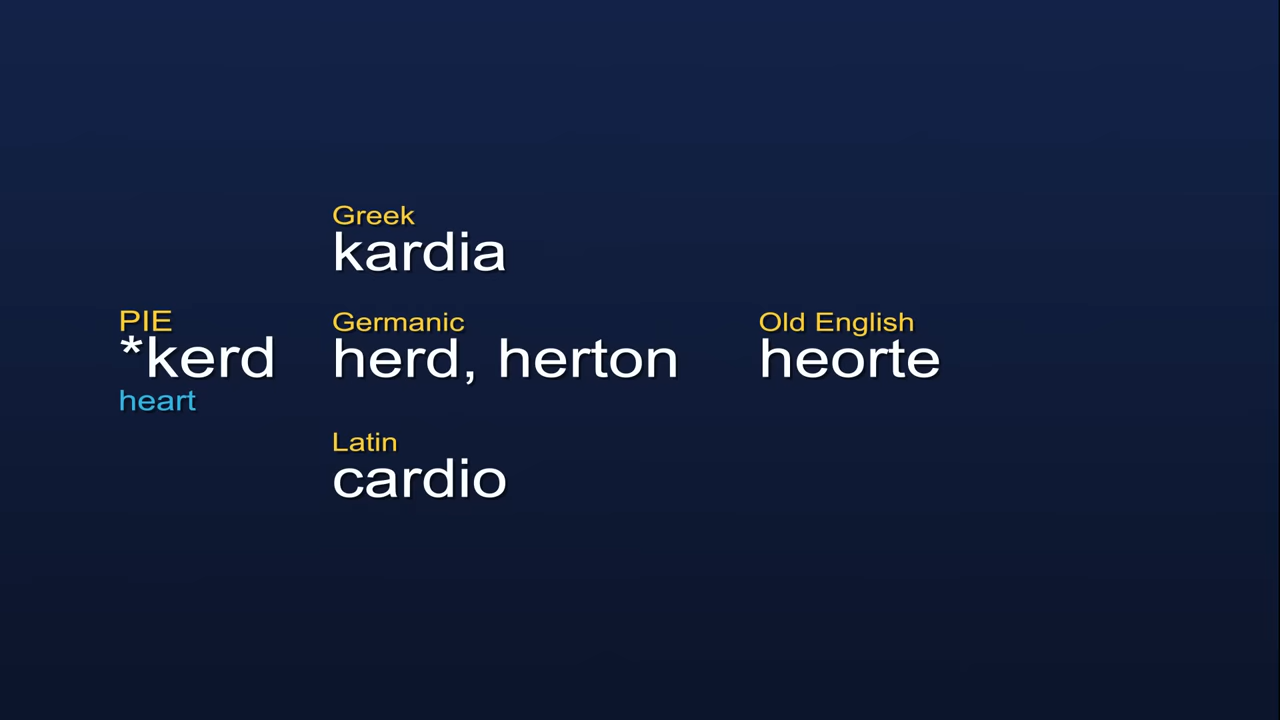 Greek
kardia
PIE
*kerd
heart
Germanic
herd, herton
Old English
heorte
Latin
cardio